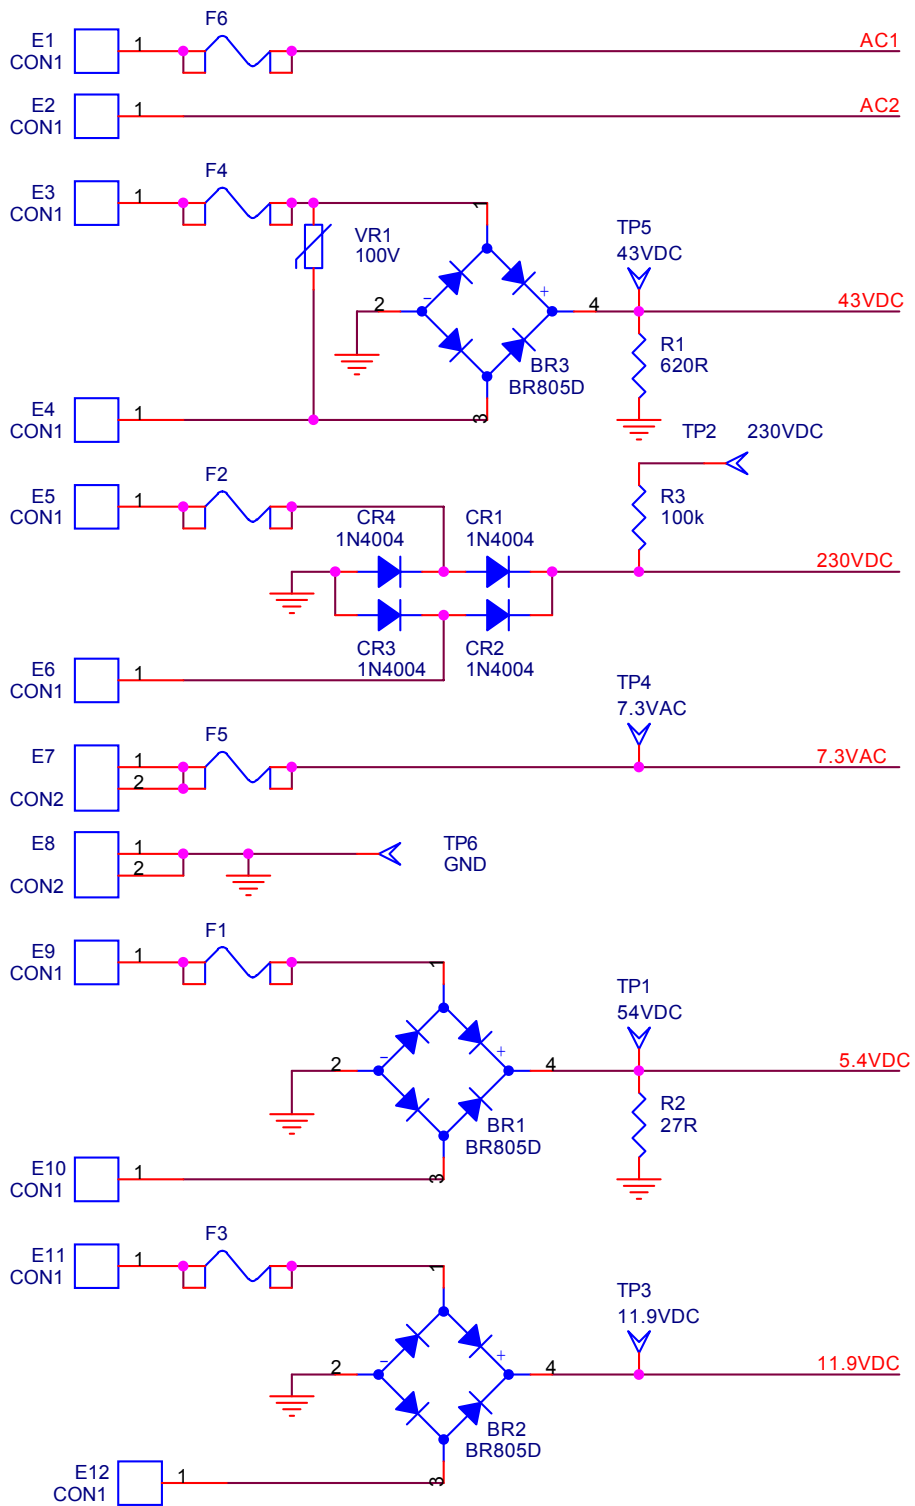 F6
E1
CON1
1
AC1
E2
CON1
1
AC2
F4
E3
CON1
1
1
VR1
100V
TP5
43VDC
2
-
+
4
43VDC
R1
620R
BR3
BR805D
E4
CON1
1
3
TP2 230VDC
F2
E5
CON1
1
R3
100k
CR4
1N4004
CR1
1N4004
230VDC
CR3
1N4004
CR2
1N4004
E6
CON1
1
TP4
7.3VAC
F5
E7
1
2
CON2
7.3VAC
E8
1
2
CON2
TP6
GND
F1
E9
CON1
1
1
TP1
54VDC
2
-
+
4
5.4VDC
R2
27R
BR1
BR805D
E10
CON1
1
3
F3
E11
CON1
1
1
TP3
11.9VDC
2
-
+
4
11.9VDC
BR2
BR805D
E12
CON1
1
3